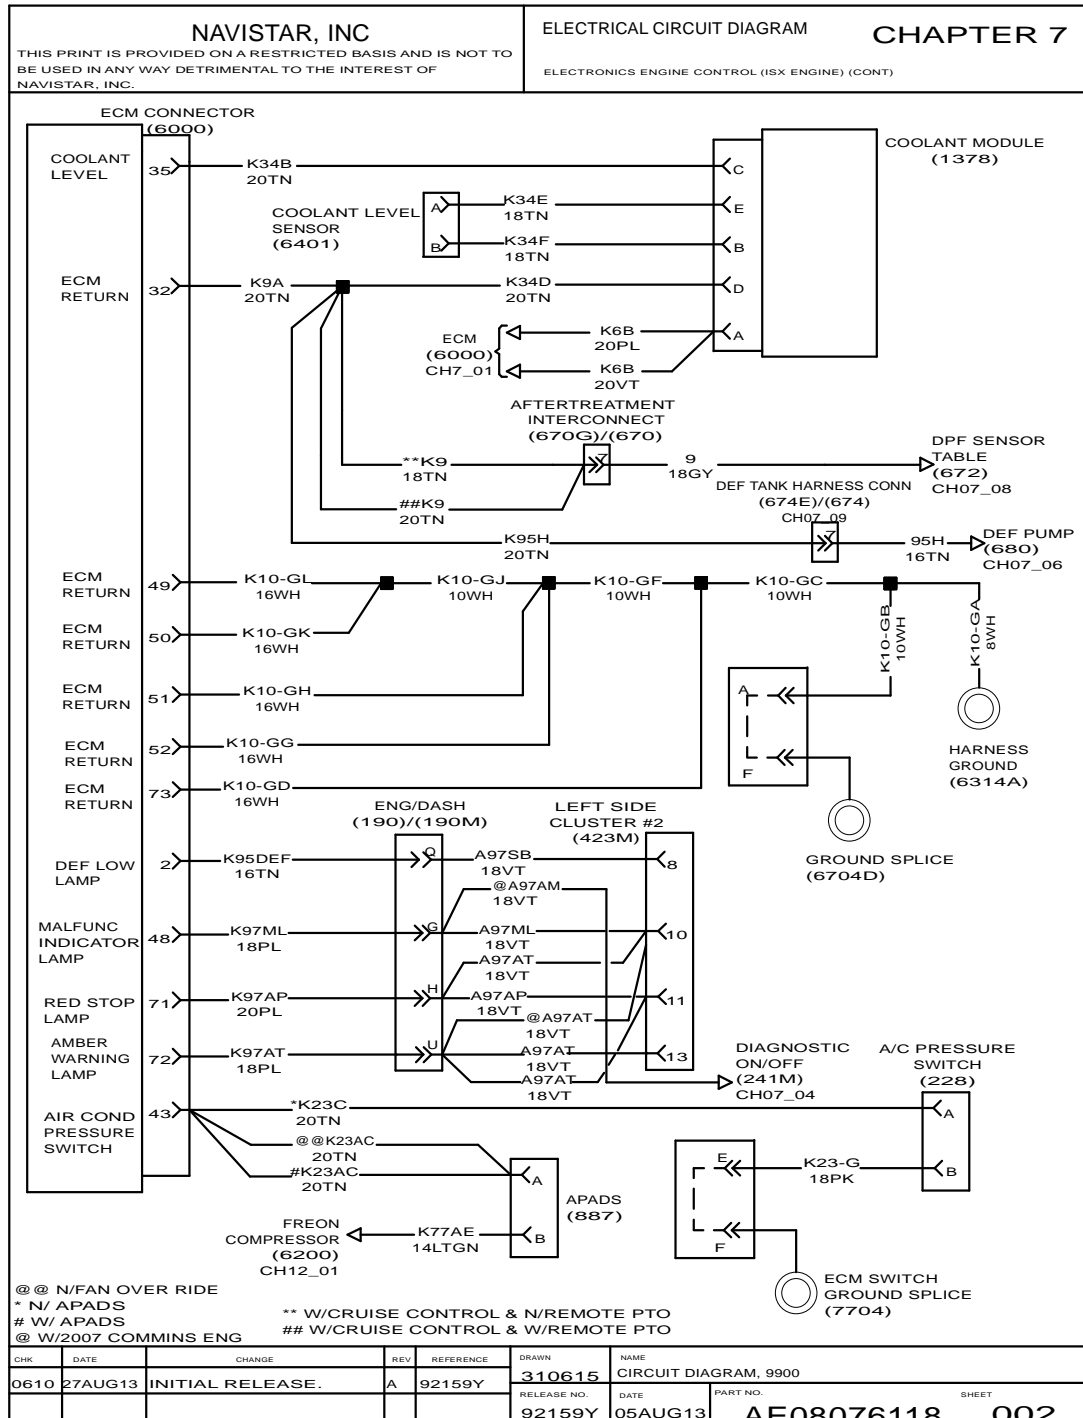 NAVISTAR, INC
THIS PRINT IS PROVIDED ON A RESTRICTED BASIS AND IS NOT TO
BE USED IN ANY WAY DETRIMENTAL TO THE INTEREST OF
NAVISTAR, INC.
ELECTRICAL CIRCUIT DIAGRAM
CHAPTER 7
ELECTRONICS ENGINE CONTROL (ISX ENGINE) (CONT)
ECM CONNECTOR
(6000)
COOLANT
LEVEL
35
K34B
20TN
C
COOLANT MODULE
(1378)
COOLANT LEVEL
SENSOR
(6401)
A
K34E
18TN
E
B
K34F
18TN
B
ECM
RETURN
32
K9A
20TN
K34D
20TN
D
ECM
(6000)
CH7_01
K6B
20PL
A
K6B
20VT
AFTERTREATMENT
INTERCONNECT
(670G)/(670)
**K9
18TN
7
9
18GY
DPF SENSOR
TABLE
(672)
CH07_08
##K9
20TN
DEF TANK HARNESS CONN
(674E)/(674)
CH07_09
K95H
20TN
7
95H
16TN
DEF PUMP
(680)
CH07_06
ECM
RETURN
49
K10-GL
16WH
K10-GJ
10WH
K10-GF
10WH
K10-GC
10WH
K10-GB
10WH
K10-GA
8WH
ECM
RETURN
50
K10-GK
16WH
ECM
RETURN
51
K10-GH
16WH
A
F
HARNESS
GROUND
(6314A)
ECM
RETURN
52
K10-GG
16WH
ECM
RETURN
73
K10-GD
16WH
GROUND SPLICE
(6704D)
ENG/DASH
(190)/(190M)
LEFT SIDE
CLUSTER #2
(423M)
DEF LOW
LAMP
2
K95DEF
16TN
Q
A97SB
18VT
8
@A97AM
18VT
MALFUNC
INDICATOR
LAMP
48
K97ML
18PL
G
A97ML
18VT
10
A97AT
18VT
RED STOP
LAMP
71
K97AP
20PL
H
A97AP
18VT
11
@A97AT
18VT
AMBER
WARNING
LAMP
72
K97AT
18PL
U
A97AT
18VT
13
A97AT
18VT
DIAGNOSTIC
ON/OFF
(241M)
CH07_04
A/C PRESSURE
SWITCH
(228)
AIR COND
PRESSURE
SWITCH
43
*K23C
20TN
A
@@K23AC
20TN
#K23AC
20TN
A
APADS
(887)
E
K23-G
18PK
B
F
FREON
COMPRESSOR
(6200)
CH12_01
K77AE
14LTGN
B
ECM SWITCH
GROUND SPLICE
(7704)
@@ N/FAN OVER RIDE
* N/ APADS
# W/ APADS
@ W/2007 COMMINS ENG
** W/CRUISE CONTROL & N/REMOTE PTO
## W/CRUISE CONTROL & W/REMOTE PTO
CHK DATE CHANGE REV REFERENCE DRAWN NAME
0610 27AUG13 INITIAL RELEASE. A 92159Y 310615 CIRCUIT DIAGRAM, 9900
RELEASE NO. DATE PART NO. SHEET
92159Y 05AUG13 AE08076118 002